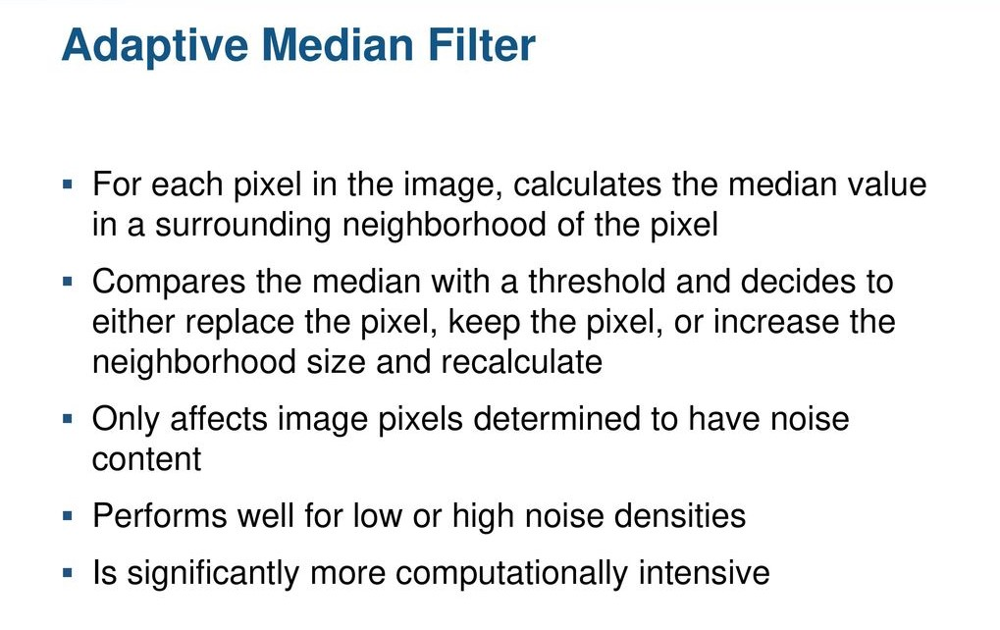 Adaptive Median Filter
▪ For each pixel in the image, calculates the median value
in a surrounding neighborhood of the pixel
▪ Compares the median with a threshold and decides to
either replace the pixel, keep the pixel, or increase the
neighborhood size and recalculate
▪ Only affects image pixels determined to have noise
content
▪ Performs well for low or high noise densities
▪ Is significantly more computationally intensive